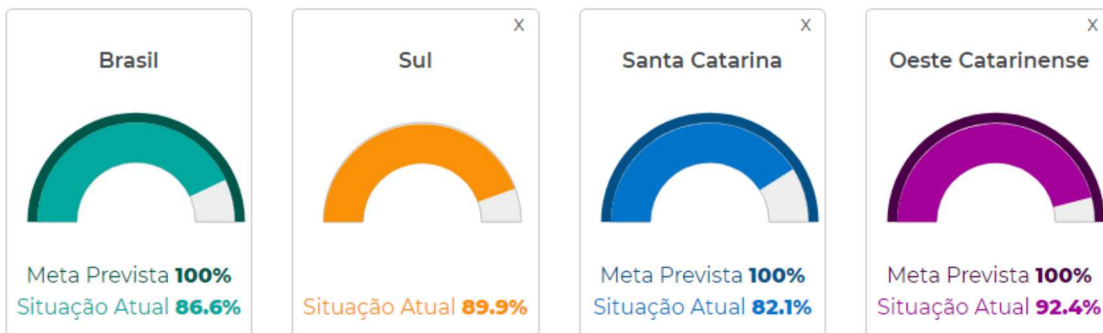 Brasil
Meta Prevista 100%
Situação Atual 86.6%
X
Sul
Situação Atual 89.9%
X
Santa Catarina
Meta Prevista 100%
Situação Atual 82.1%
X
Oeste Catarinense
Meta Prevista 100%
Situação Atual 92.4%